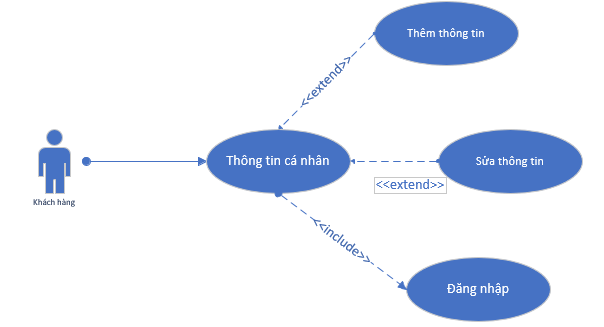 Thêm thông tin
<<extend>>
Thông tin cá nhân
Sửa thông tin
<<extend>>
Khách hàng
<<include>>
Đăng nhập